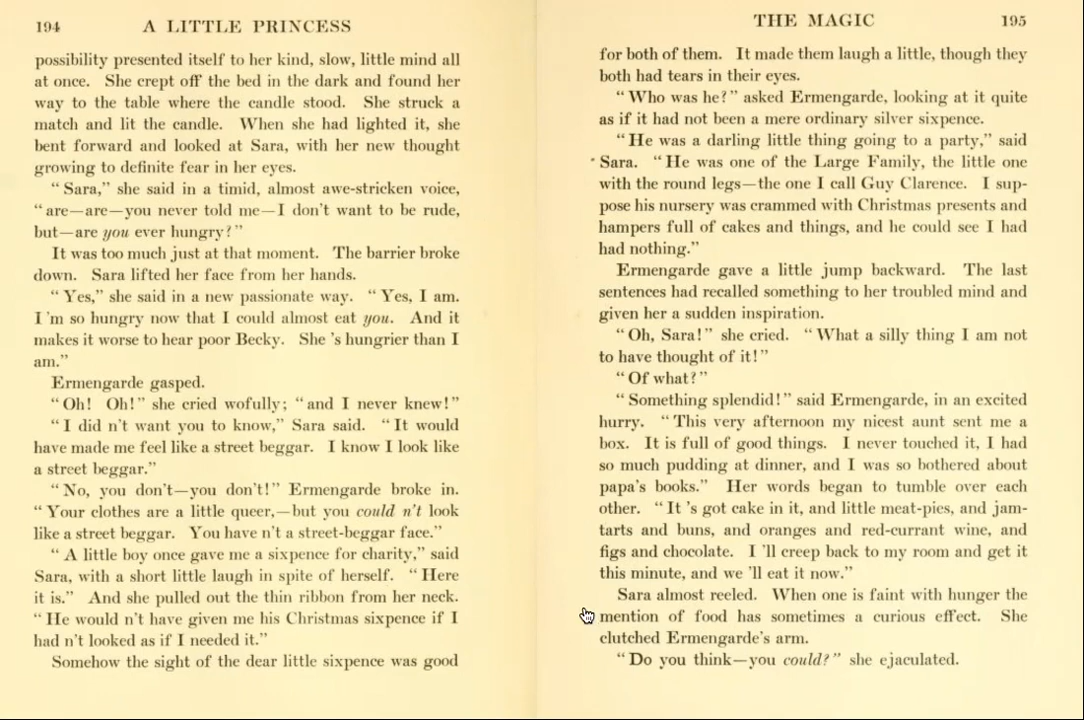 194 A LITTLE PRINCESS
possibility presented itself to her kind, slow, little mind all
at once. She crept off the bed in the dark and found her
way to the table where the candle stood. She struck a
match and lit the candle. When she had lighted it, she
bent forward and looked at Sara, with her new thought
growing to definite fear in her eyes.
“Sara,” she said in a timid, almost awe-stricken voice,
“are—are—you never told me—I don't want to be rude,
but—are you ever hungry?”
It was too much just at that moment. The barrier broke
down. Sara lifted her face from her hands.
“Yes,” she said in a new passionate way. “Yes, I am.
I 'm so hungry now that I could almost eat you. And it
makes it worse to hear poor Becky. She 's hungrier than I
am.”
Ermengarde gasped.
“Oh! Oh!” she cried wofully; “and I never knew!”
“I did n't want you to know,” Sara said. “It would
have made me feel like a street beggar. I know I look like
a street beggar.”
“No, you don't—you don't!” Ermengarde broke in.
“Your clothes are a little queer,—but you could n't look
like a street beggar. You have n't a street-beggar face.”
“A little boy once gave me a sixpence for charity,” said
Sara, with a short little laugh in spite of herself. “Here
it is.” And she pulled out the thin ribbon from her neck.
“He would n't have given me his Christmas sixpence if I
had n't looked as if I needed it.”
Somehow the sight of the dear little sixpence was good
THE MAGIC 195
for both of them. It made them laugh a little, though they
both had tears in their eyes.
“Who was he?” asked Ermengarde, looking at it quite
as if it had not been a mere ordinary silver sixpence.
“He was a darling little thing going to a party,” said
Sara. “He was one of the Large Family, the little one
with the round legs—the one I call Guy Clarence. I sup-
pose his nursery was crammed with Christmas presents and
hampers full of cakes and things, and he could see I had
had nothing.”
Ermengarde gave a little jump backward. The last
sentences had recalled something to her troubled mind and
given her a sudden inspiration.
“Oh, Sara!” she cried. “What a silly thing I am not
to have thought of it!”
“Of what?”
“Something splendid!” said Ermengarde, in an excited
hurry. “This very afternoon my nicest aunt sent me a
box. It is full of good things. I never touched it, I had
so much pudding at dinner, and I was so bothered about
papa's books.” Her words began to tumble over each
other. “It 's got cake in it, and little meat-pies, and jam-
tarts and buns, and oranges and red-currant wine, and
figs and chocolate. I 'll creep back to my room and get it
this minute, and we 'll eat it now.”
Sara almost reeled. When one is faint with hunger the
mention of food has sometimes a curious effect. She
clutched Ermengarde's arm.
“Do you think—you could?” she ejaculated.